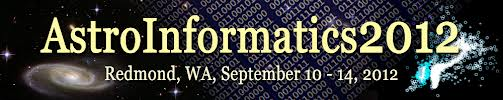 AstroInformatics2012
Redmond, WA, September 10 - 14, 2012